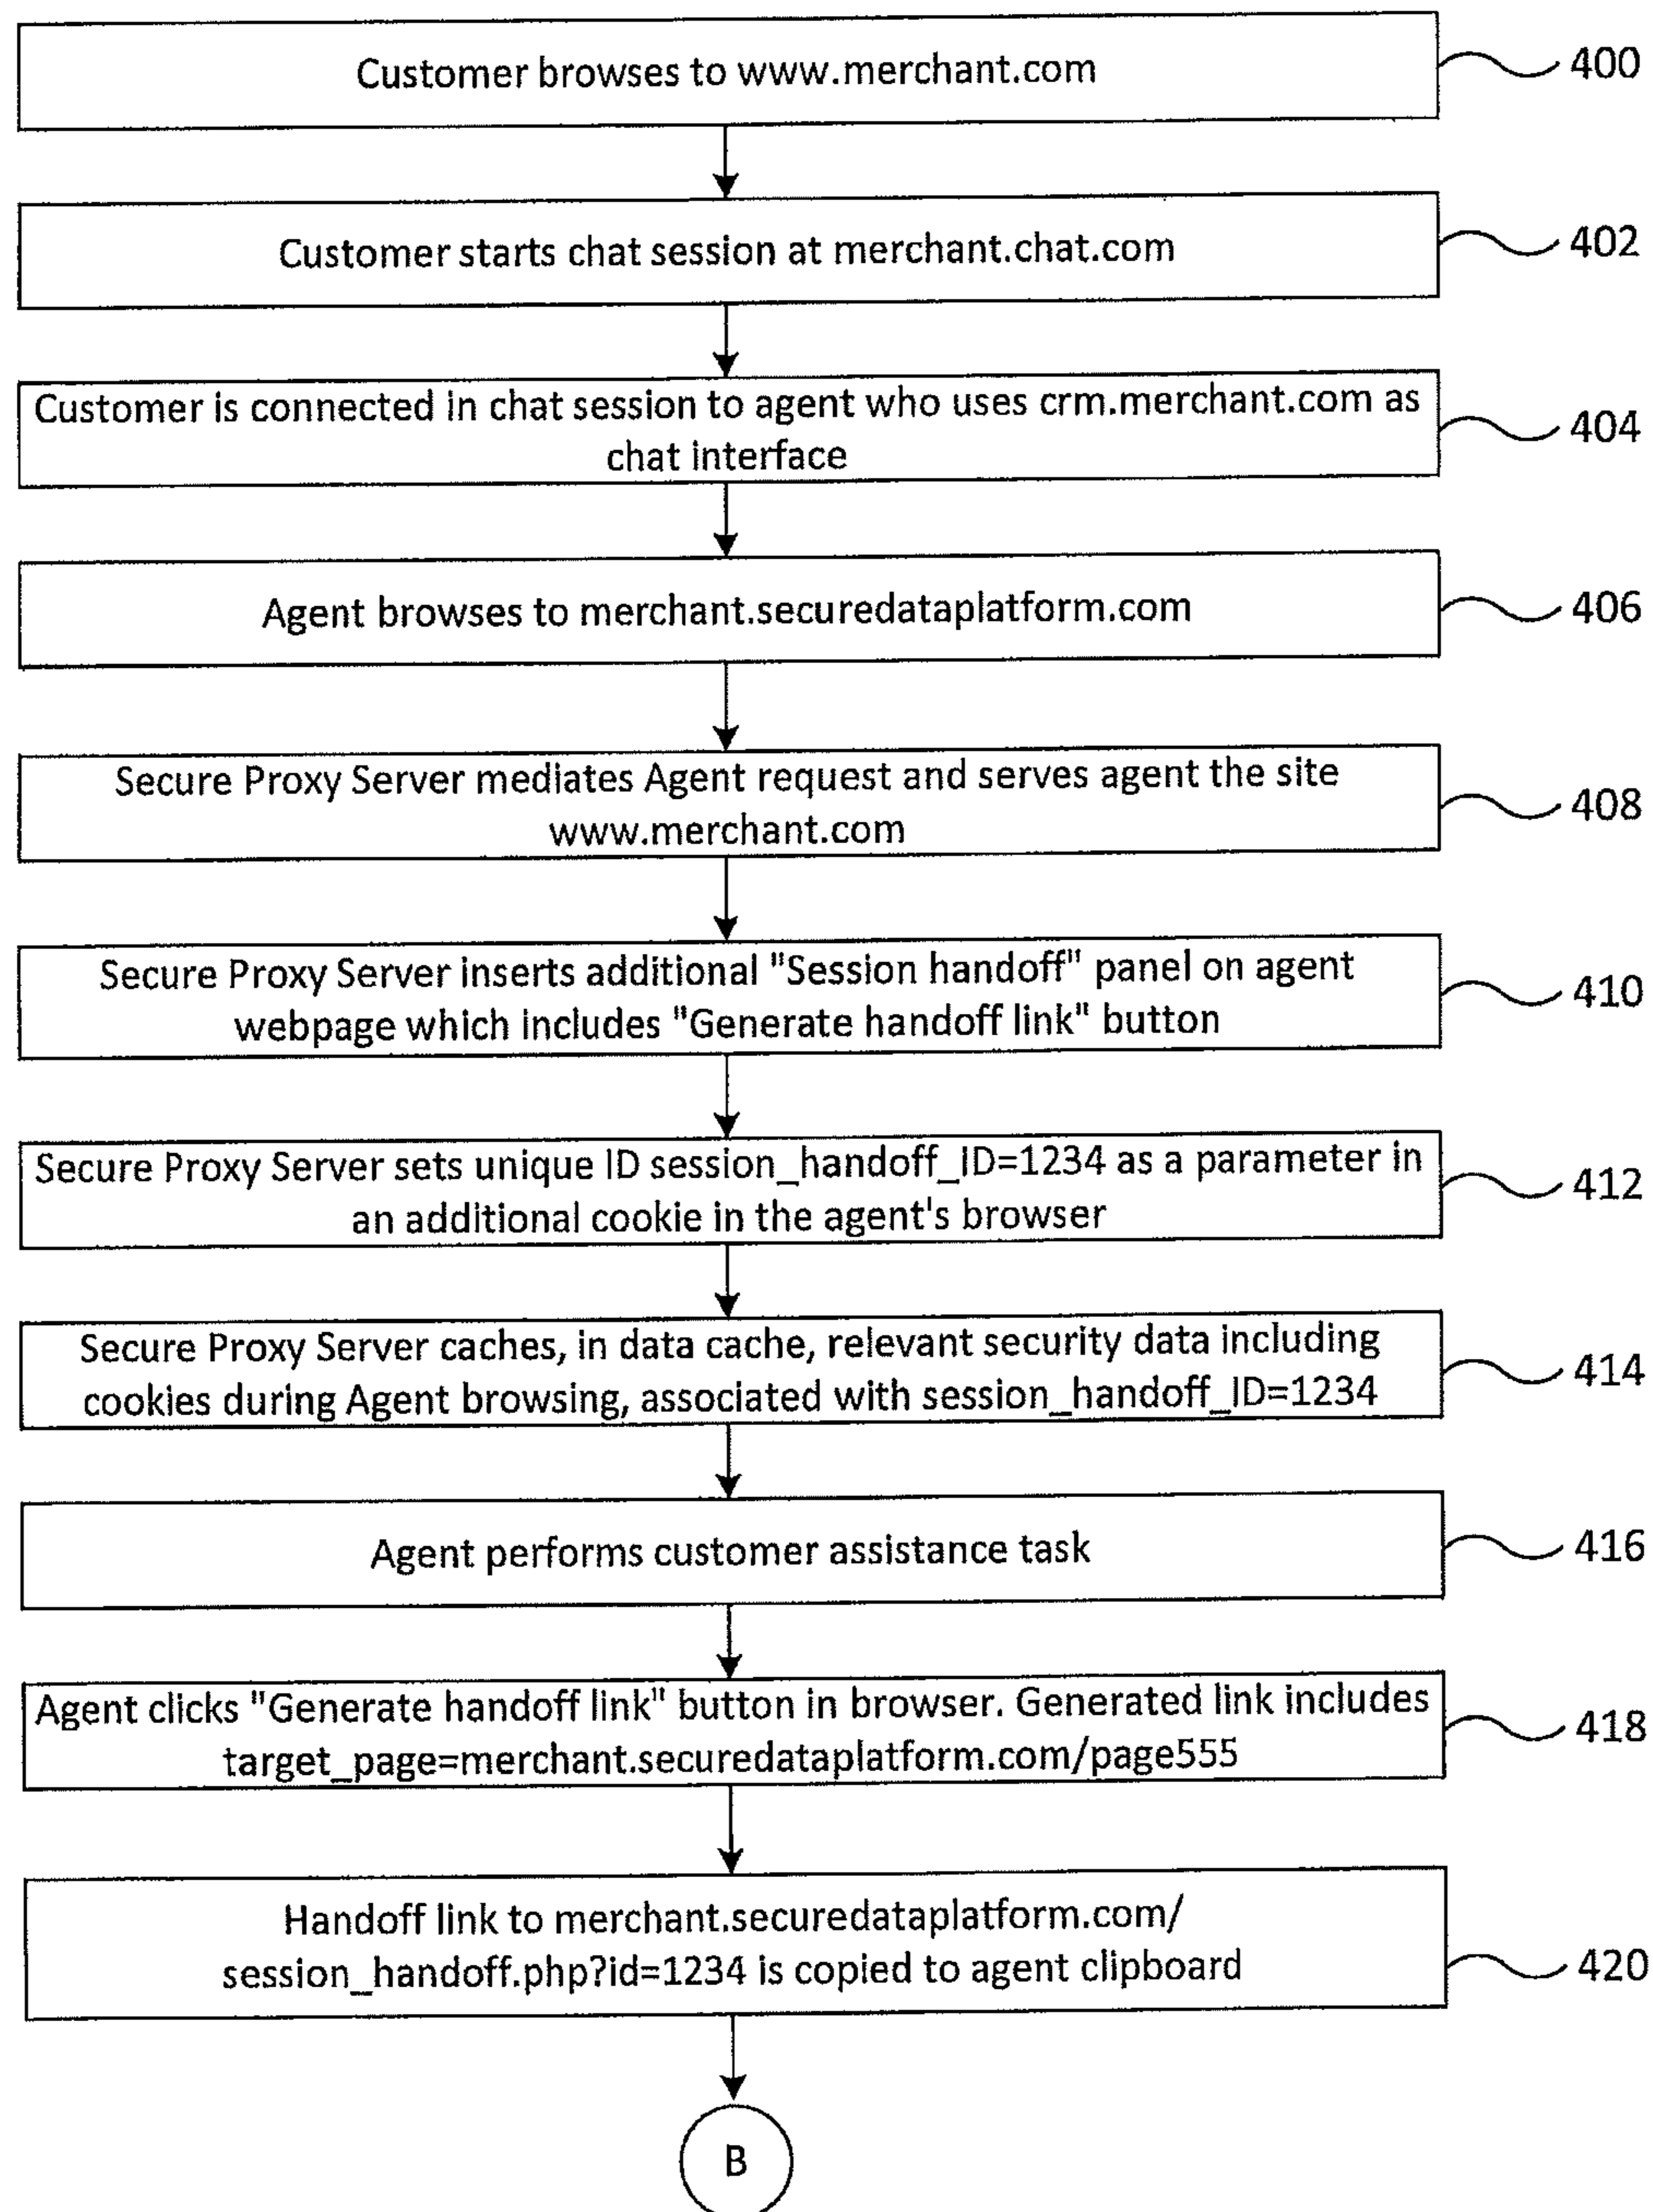 Customer browses to www.merchant.com
400
Customer starts chat session at merchant.chat.com
402
Customer is connected in chat session to agent who uses crm.merchant.com as
chat interface
404
Agent browses to merchant.securedataplatform.com
406
Secure Proxy Server mediates Agent request and serves agent the site
www.merchant.com
408
Secure Proxy Server inserts additional "Session handoff" panel on agent
webpage which includes "Generate handoff link" button
410
Secure Proxy Server sets unique ID session_handoff_ID=1234 as a parameter in
an additional cookie in the agent's browser
412
Secure Proxy Server caches, in data cache, relevant security data including
cookies during Agent browsing, associated with session_handoff_ID=1234
414
Agent performs customer assistance task
416
Agent clicks "Generate handoff link" button in browser. Generated link includes
target_page=merchant.securedataplatform.com/page555
418
Handoff link to merchant.securedataplatform.com/
session_handoff.php?id=1234 is copied to agent clipboard
420
B